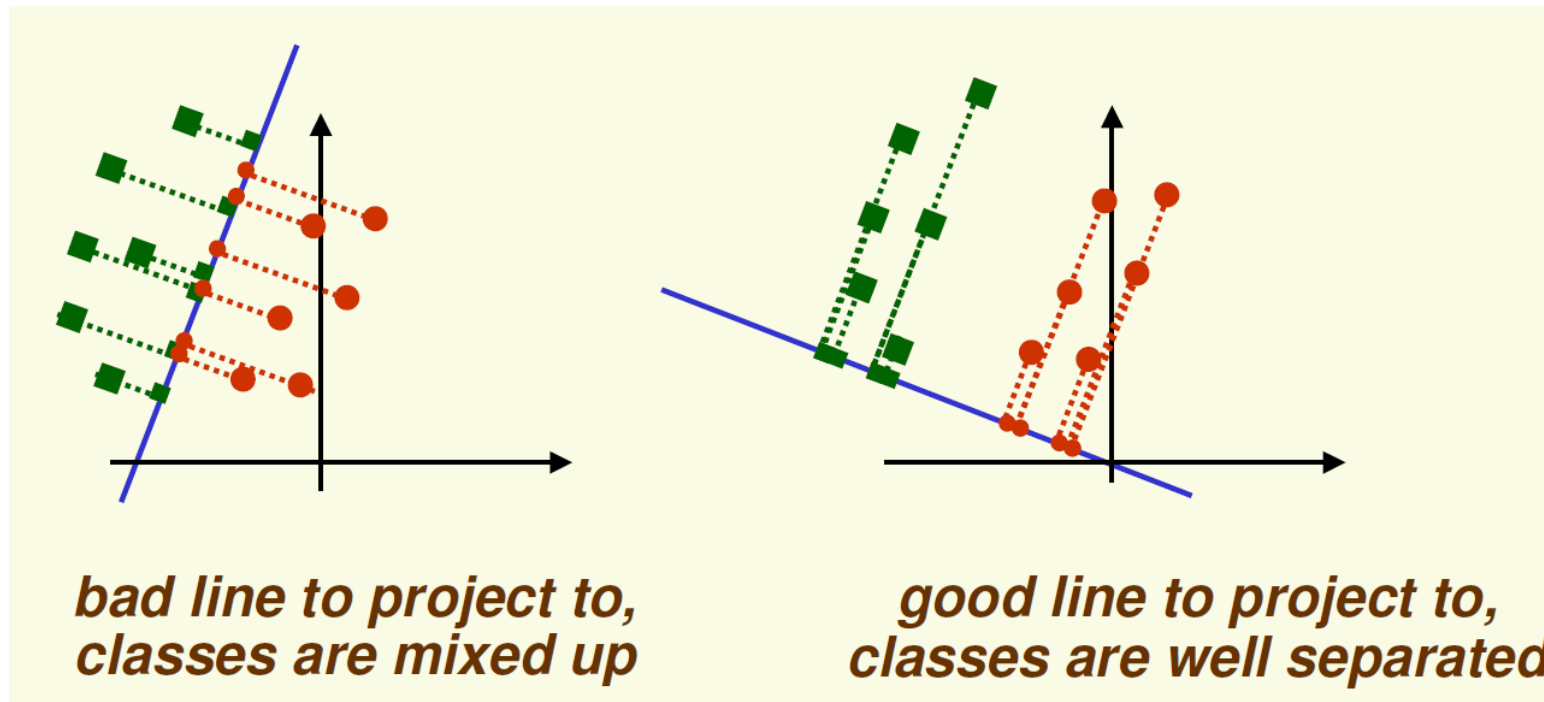 bad line to project to,
classes are mixed up
good line to project to,
classes are well separated